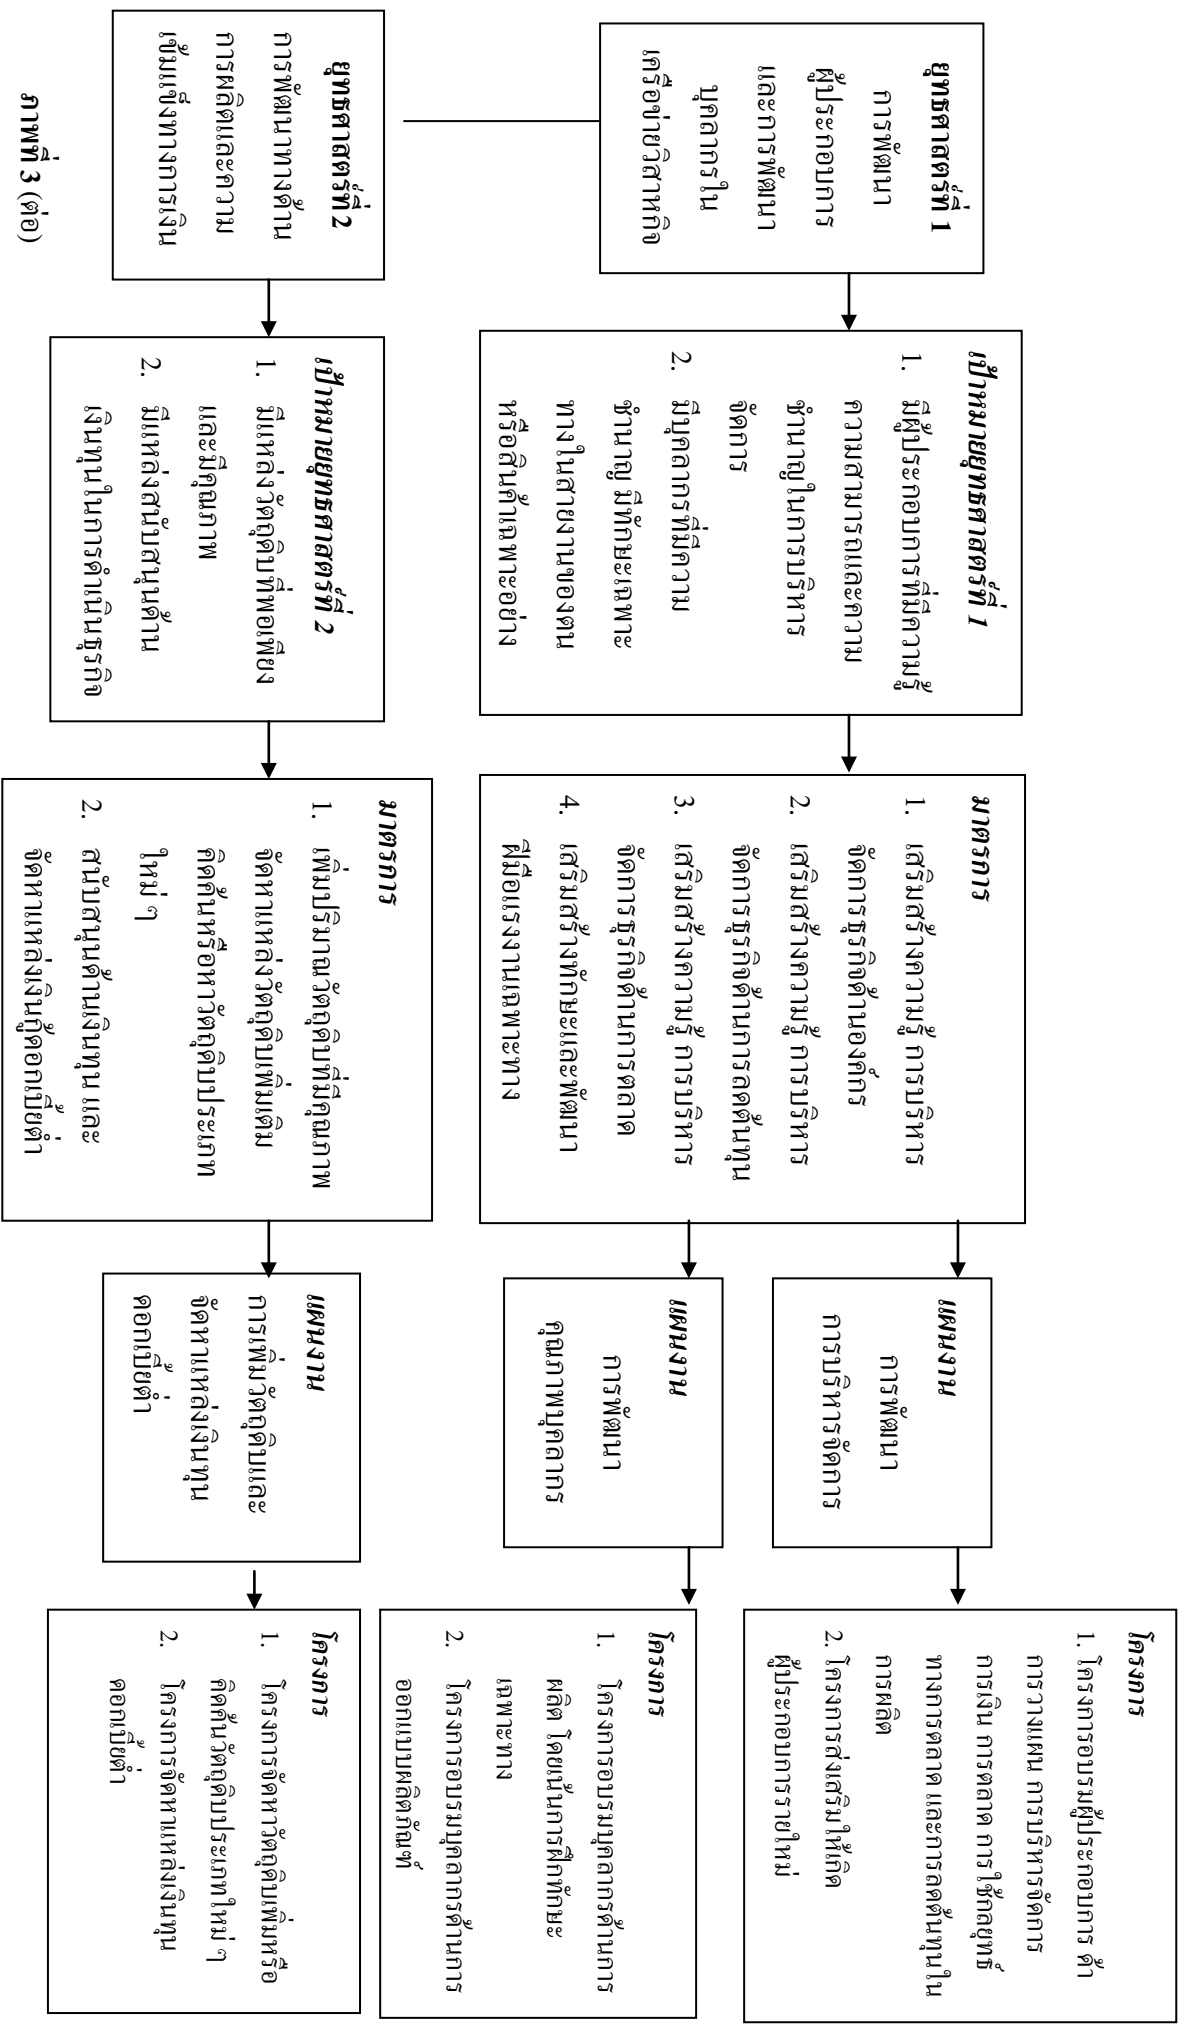 ยุทธศาสตร์ที่ 1
การพัฒนา
ผู้ประกอบการ
และการพัฒนา
บุคลากรใน
เครือข่ายวิสาหกิจ
เป้าหมายยุทธศาสตร์ที่ 1
1. มีผู้ประกอบการที่มีความรู้
ความสามารถและความ
ชำนาญในการบริหาร
จัดการ
2. มีบุคลากรที่มีความ
ชำนาญ มีทักษะเฉพาะ
ทางในสายงานของตน
หรือสินค้าเฉพาะอย่าง
มาตรการ
1. เสริมสร้างความรู้ การบริหาร
จัดการธุรกิจด้านองค์กร
2. เสริมสร้างความรู้ การบริหาร
จัดการธุรกิจด้านการลดต้นทุน
3. เสริมสร้างความรู้ การบริหาร
จัดการธุรกิจด้านการตลาด
4. เสริมสร้างทักษะและพัฒนา
ฝีมือแรงงานเฉพาะทาง
แผนงาน
การพัฒนา
การบริหารจัดการ
แผนงาน
การพัฒนา
คุณภาพบุคลากร
โครงการ
1. โครงการอบรมผู้ประกอบการ ด้า
การวางแผน การบริหารจัดการ
การเงิน การตลาด การใช้กลยุทธ์
ทางการตลาด และการลดต้นทุนใน
การผลิต
2. โครงการส่งเสริมให้เกิด
ผู้ประกอบการรายใหม่
โครงการ
1. โครงการอบรมบุคลากรด้านการ
ผลิต โดยเน้นการฝึกทักษะ
เฉพาะทาง
2. โครงการอบรมบุคลากรด้านการ
ออกแบบผลิตภัณฑ์
ยุทธศาสตร์ที่ 2
การพัฒนาทางด้าน
การผลิตและความ
เข้มแข็งทางการเงิน
เป้าหมายยุทธศาสตร์ที่ 2
1. มีแหล่งวัตถุดิบที่พอเพียง
และมีคุณภาพ
2. มีแหล่งสนับสนุนด้าน
เงินทุนในการดำเนินธุรกิจ
มาตรการ
1. เพิ่มปริมาณวัตถุดิบที่มีคุณภาพ
จัดหาแหล่งวัตถุดิบเพิ่มเติม
คิดค้นหรือหาวัตถุดิบประเภท
ใหม่ ๆ
2. สนับสนุนด้านเงินทุน และ
จัดหาแหล่งเงินกู้ดอกเบี้ยต่ำ
แผนงาน
การเพิ่มวัตถุดิบและ
จัดหาแหล่งเงินทุน
ดอกเบี้ยต่ำ
โครงการ
1. โครงการจัดหาวัตถุดิบเพิ่มหรือ
คิดค้นวัตถุดิบประเภทใหม่ ๆ
2. โครงการจัดหาแหล่งเงินทุน
ดอกเบี้ยต่ำ
ภาพที่ 3 (ต่อ)